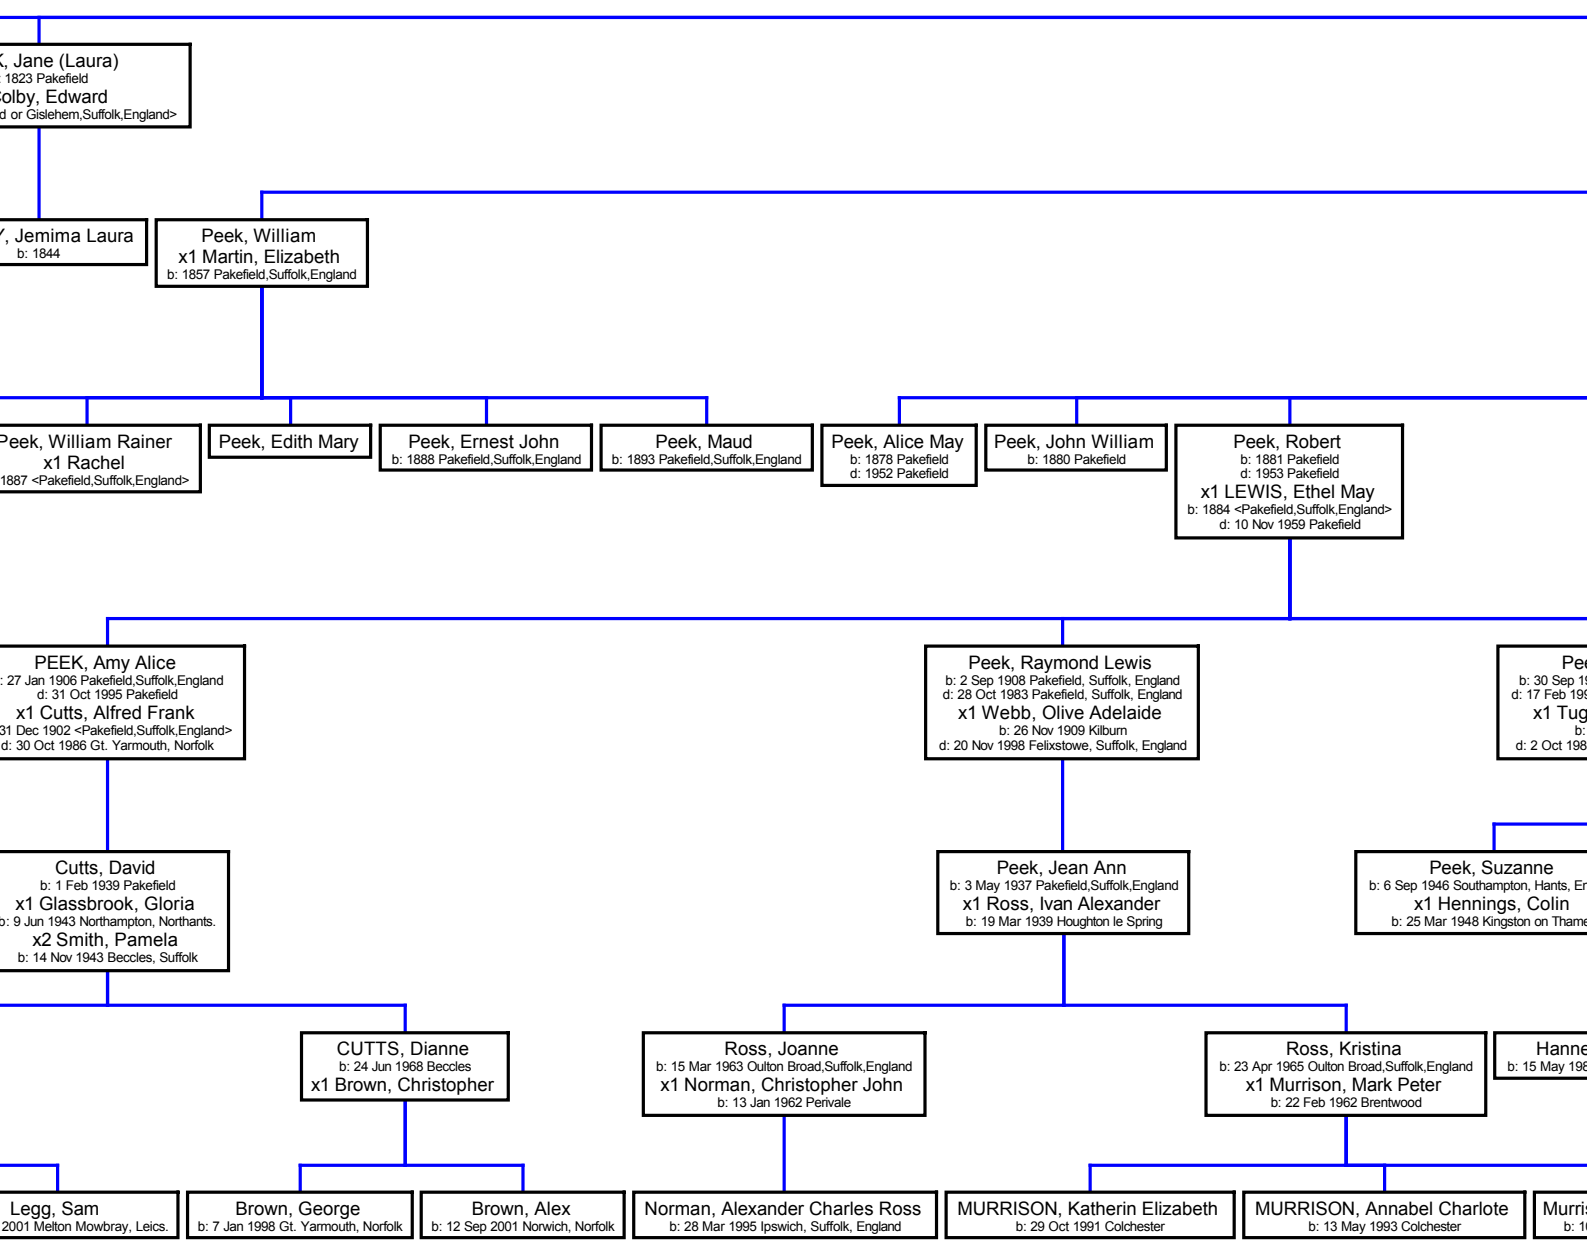 , Jane (Laura)
1823 Pakefield
olby, Edward
d or Gislehem,Suffolk,England>
, Jemima Laura
b: 1844
Peek, William
x1 Martin, Elizabeth
b: 1857 Pakefield,Suffolk,England
Peek, William Rainer
x1 Rachel
1887 <Pakefield,Suffolk,England>
Peek, Edith Mary
Peek, Ernest John
b: 1888 Pakefield,Suffolk,England
Peek, Maud
b: 1893 Pakefield,Suffolk,England
Peek, Alice May
b: 1878 Pakefield
d: 1952 Pakefield
Peek, John William
b: 1880 Pakefield
Peek, Robert
b: 1881 Pakefield
d: 1953 Pakefield
x1 LEWIS, Ethel May
b: 1884 <Pakefield,Suffolk,England>
d: 10 Nov 1959 Pakefield
PEEK, Amy Alice
: 27 Jan 1906 Pakefield,Suffolk,England
d: 31 Oct 1995 Pakefield
x1 Cutts, Alfred Frank
31 Dec 1902 <Pakefield,Suffolk,England>
d: 30 Oct 1986 Gt. Yarmouth, Norfolk
Peek, Raymond Lewis
b: 2 Sep 1908 Pakefield, Suffolk, England
d: 28 Oct 1983 Pakefield, Suffolk, England
x1 Webb, Olive Adelaide
b: 26 Nov 1909 Kilburn
d: 20 Nov 1998 Felixstowe, Suffolk, England
Pee
b: 30 Sep 19
d: 17 Feb 199
x1 Tug
b:
d: 2 Oct 198
Cutts, David
b: 1 Feb 1939 Pakefield
x1 Glassbrook, Gloria
b: 9 Jun 1943 Northampton, Northants.
x2 Smith, Pamela
b: 14 Nov 1943 Beccles, Suffolk
Peek, Jean Ann
b: 3 May 1937 Pakefield,Suffolk,England
x1 Ross, Ivan Alexander
b: 19 Mar 1939 Houghton le Spring
Peek, Suzanne
b: 6 Sep 1946 Southampton, Hants, En
x1 Hennings, Colin
b: 25 Mar 1948 Kingston on Thame
CUTTS, Dianne
b: 24 Jun 1968 Beccles
x1 Brown, Christopher
Ross, Joanne
b: 15 Mar 1963 Oulton Broad,Suffolk,England
x1 Norman, Christopher John
b: 13 Jan 1962 Perivale
Ross, Kristina
b: 23 Apr 1965 Oulton Broad,Suffolk,England
x1 Murrison, Mark Peter
b: 22 Feb 1962 Brentwood
Hanne
b: 15 May 198
Legg, Sam
2001 Melton Mowbray, Leics.
Brown, George
b: 7 Jan 1998 Gt. Yarmouth, Norfolk
Brown, Alex
b: 12 Sep 2001 Norwich, Norfolk
Norman, Alexander Charles Ross
b: 28 Mar 1995 Ipswich, Suffolk, England
MURRISON, Katherin Elizabeth
b: 29 Oct 1991 Colchester
MURRISON, Annabel Charlote
b: 13 May 1993 Colchester
Murris
b: 1